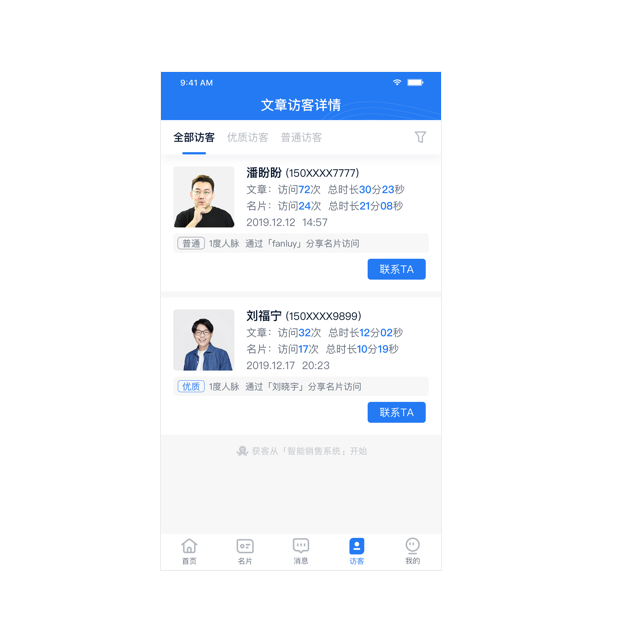 9:41 AM
文章访客详情
全部访客 优质访客 普通访客
潘盼盼 (150XXXX7777)
文章：访问72次 总时长30分23秒
名片：访问24次 总时长21分08秒
2019.12.12 14:57
普通 1度人脉 通过「fanluy」分享名片访问
联系TA
刘福宁 (150XXXX9899)
文章：访问32次 总时长12分02秒
名片：访问17次 总时长10分19秒
2019.12.17 20:23
优质 1度人脉 通过「刘晓宇」分享名片访问
联系TA
获客从「智能销售系统」开始
首页 名片 消息 访客 我的